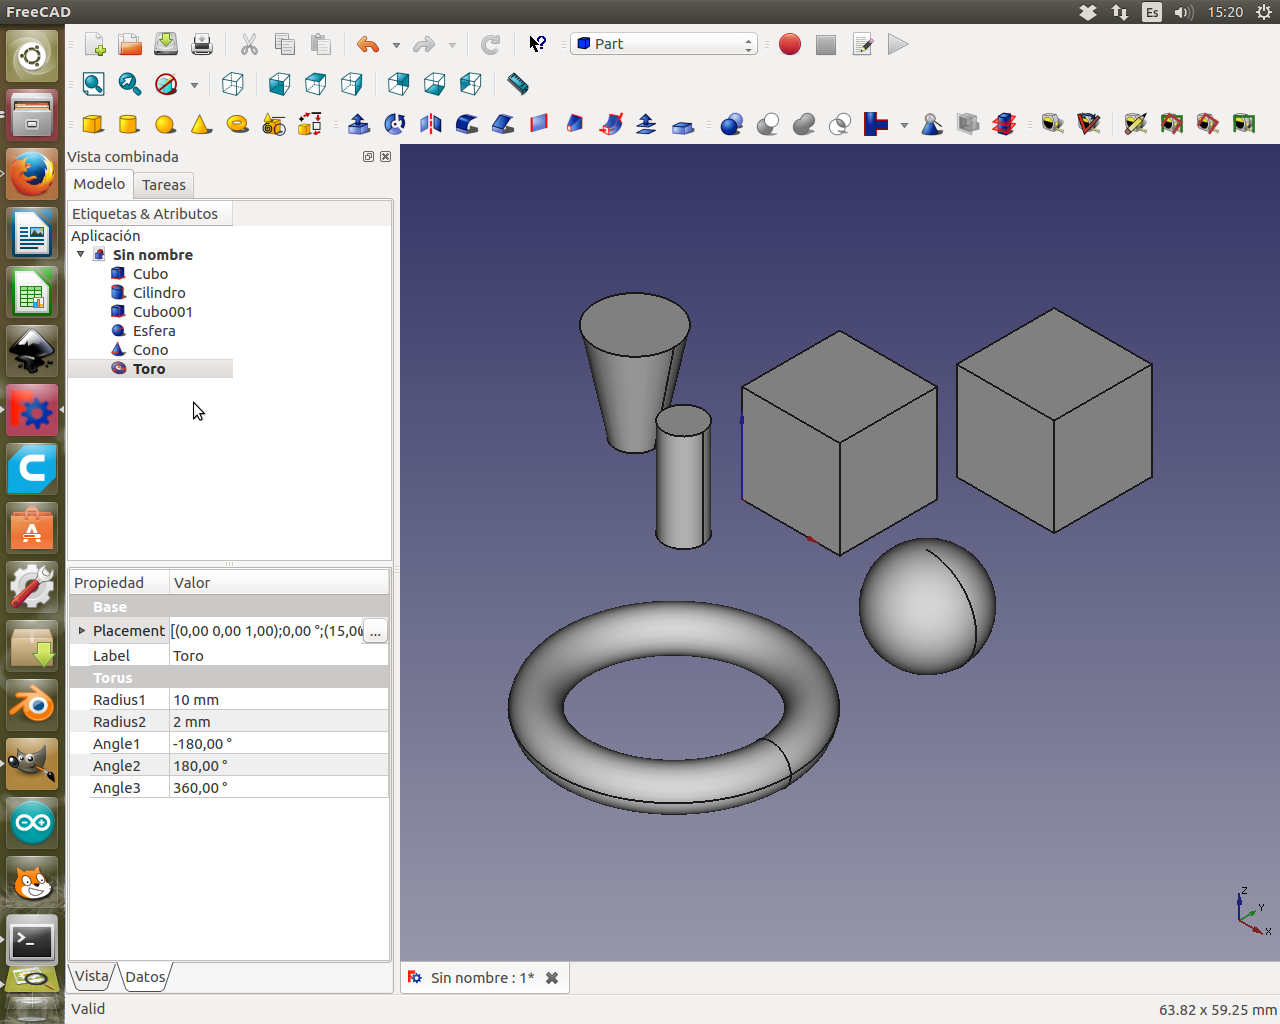 FreeCAD
Es
15:20
Part
Vista combinada
Modelo
Tareas
Etiquetas & Atributos
Aplicación
Sin nombre
Cubo
Cilindro
Cubo001
Esfera
Cono
Toro
Propiedad Valor
Base
Placement [(0,00 0,00 1,00);0,00 °;(15,00 ...
Label Toro
Torus
Radius1 10 mm
Radius2 2 mm
Angle1 -180,00 °
Angle2 180,00 °
Angle3 360,00 °
Z
Y
X
Vista
Datos
Sin nombre : 1*
Valid
63.82 x 59.25 mm